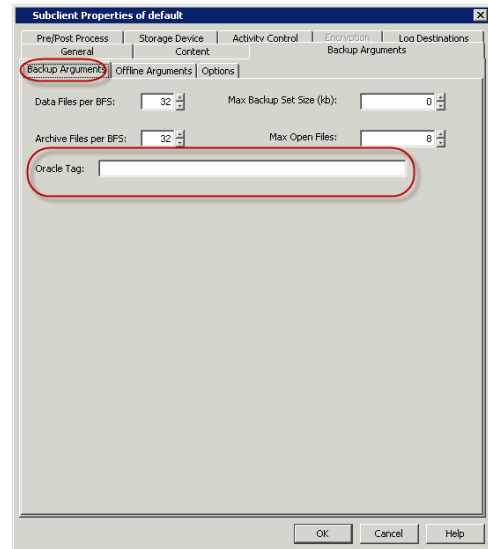 Subclient Properties of default
Pre/Post Process Storage Device Activity Control Encryption Log Destinations
General Content Backup Arguments
Backup Arguments Offline Arguments Options
Data Files per BFS: 32 Max Backup Set Size (kb): 0
Archive Files per BFS: 32 Max Open Files: 8
Oracle Tag:
OK Cancel Help